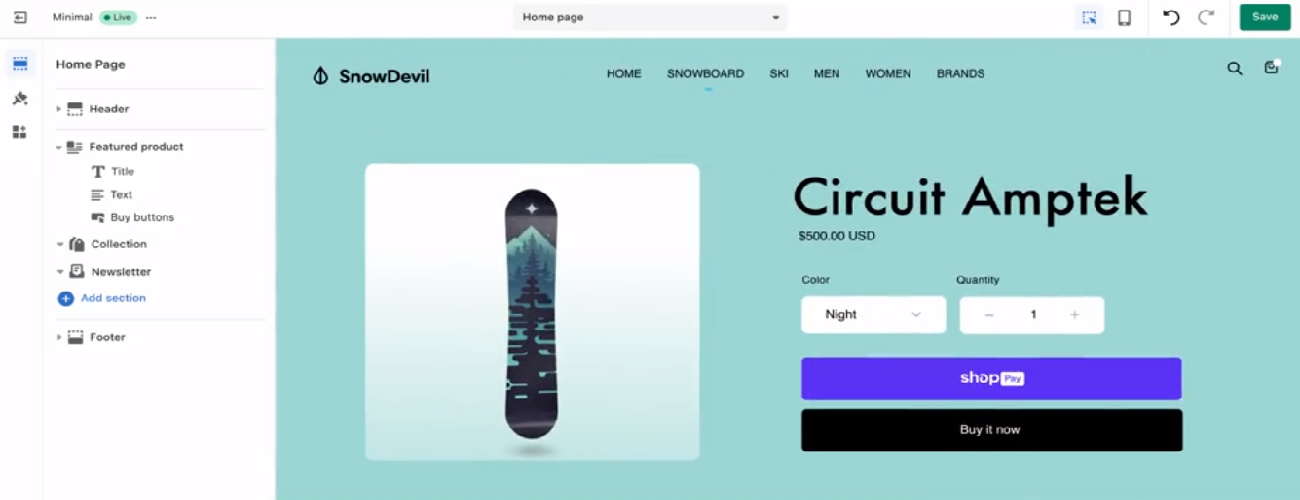 Minimal Live
Home page
Save
Home Page
Header
Featured product
Title
Text
Buy buttons
Collection
Newsletter
Add section
Footer
SnowDevil
HOME SNOWBOARD SKI MEN WOMEN BRANDS
Circuit Amptek
$500.00 USD
Color Quantity
Night 1
shop Pay
Buy it now